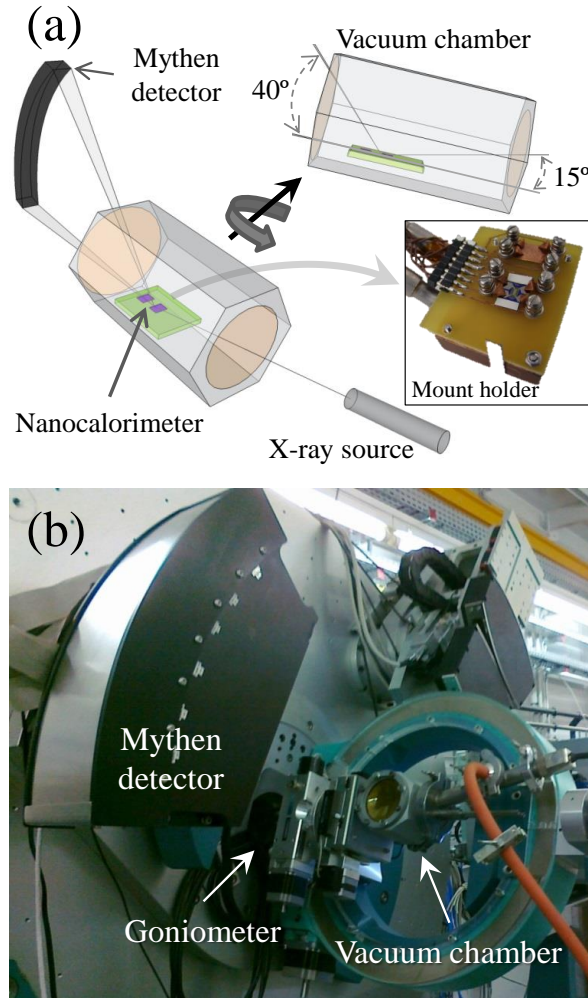 (a)
Vacuum chamber
Mythen
detector
40º
15º
Mount holder
Nanocalorimeter
X-ray source
(b)
Mythen
detector
Goniometer
Vacuum chamber